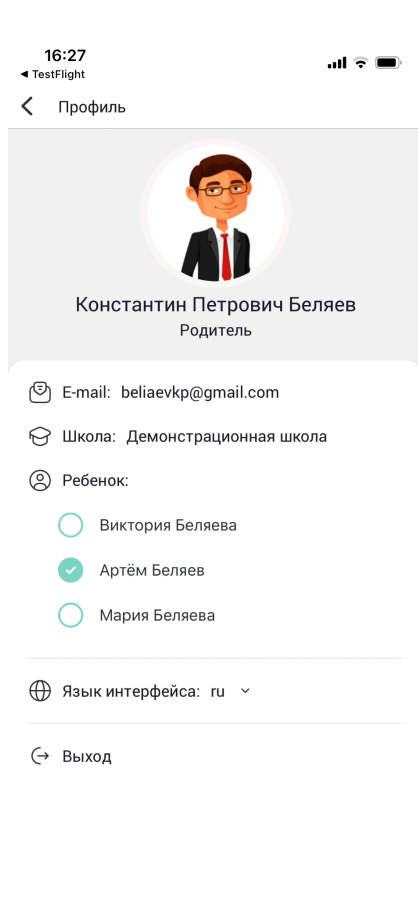 16:27
◀ TestFlight
Профиль
Константин Петрович Беляев
Родитель
E-mail: beliaevkp@gmail.com
Школа: Демонстрационная школа
Ребенок:
Виктория Беляева
Артём Беляев
Мария Беляева
Язык интерфейса: ru
Выход